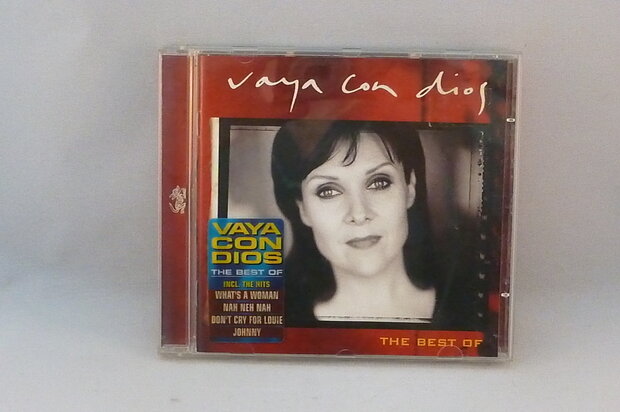 vaya con dios
VAYA
CON
DIOS
THE BEST OF
INCL. THE HITS
WHAT'S A WOMAN
NAH NEH NAH
DON'T CRY FOR LOUIE
JOHNNY
THE BEST OF